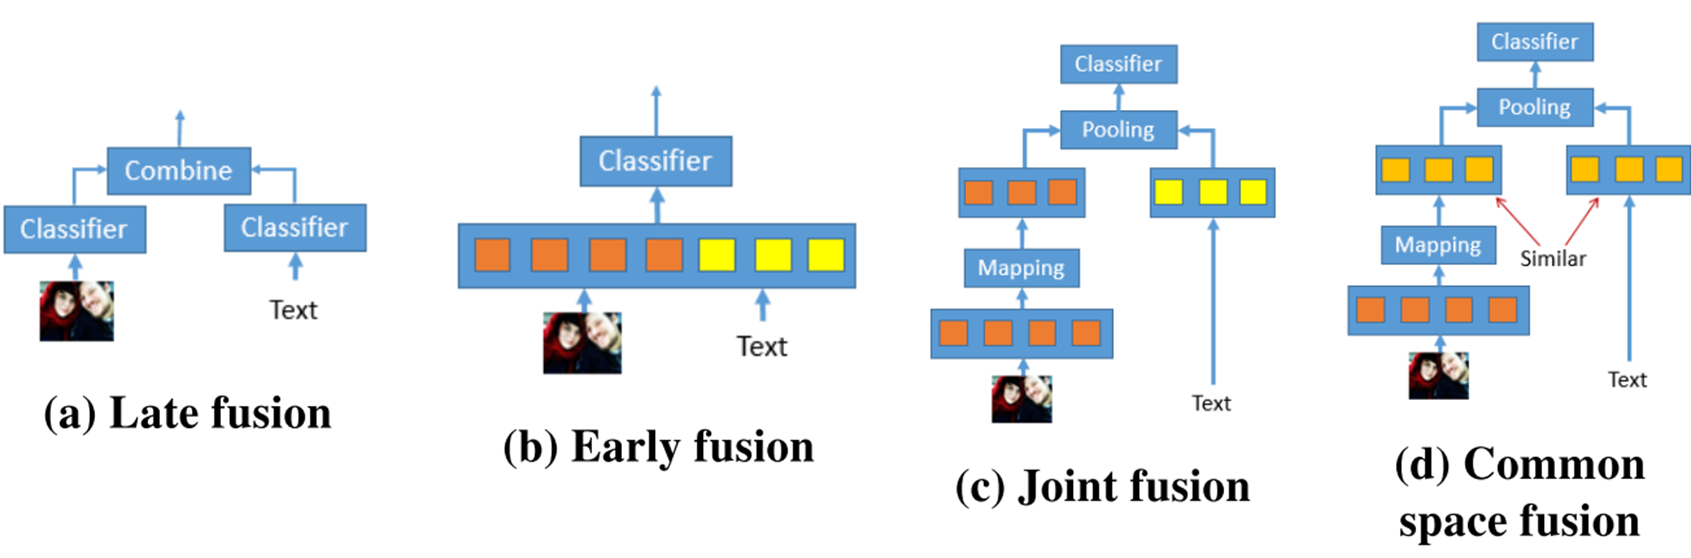 Combine
Classifier
Classifier
Text
(a) Late fusion
Classifier
Text
(b) Early fusion
Classifier
Pooling
Mapping
Text
(c) Joint fusion
Classifier
Pooling
Mapping
Similar
Text
(d) Common
space fusion